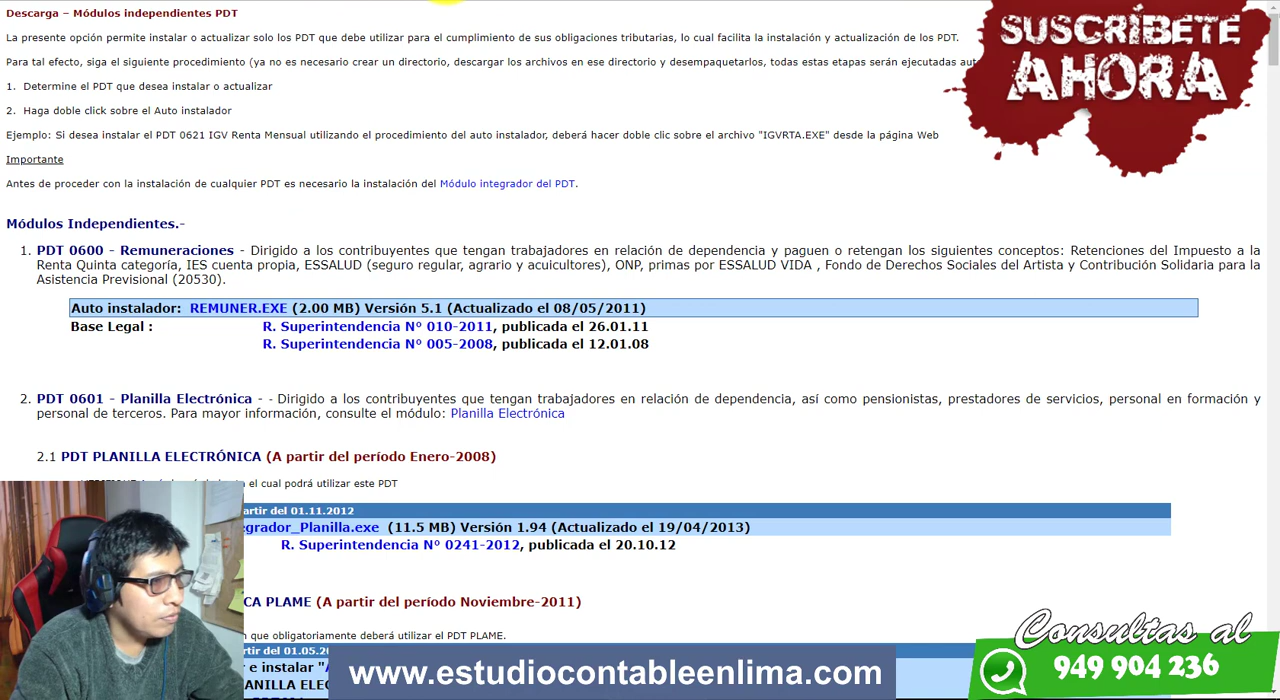 Descarga – Módulos independientes PDT
SUSCRÍBETE
AHORA
La presente opción permite instalar o actualizar solo los PDT que debe utilizar para el cumplimiento de sus obligaciones tributarias, lo cual facilita la instalación y actualización de los PDT.
Para tal efecto, siga el siguiente procedimiento (ya no es necesario crear un directorio, descargar los archivos en ese directorio y desempaquetarlos, todas estas etapas serán ejecutadas
1. Determine el PDT que desea instalar o actualizar
2. Haga doble click sobre el Auto instalador
Ejemplo: Si desea instalar el PDT 0621 IGV Renta Mensual utilizando el procedimiento del auto instalador, deberá hacer doble clic sobre el archivo "IGVRTA.EXE" desde la página Web
Importante
Antes de proceder con la instalación de cualquier PDT es necesario la instalación del Módulo integrador del PDT.
Módulos Independientes.-
1. PDT 0600 - Remuneraciones - Dirigido a los contribuyentes que tengan trabajadores en relación de dependencia y paguen o retengan los siguientes conceptos: Retenciones del Impuesto a la
Renta Quinta categoría, IES cuenta propia, ESSALUD (seguro regular, agrario y acuicultores), ONP, primas por ESSALUD VIDA , Fondo de Derechos Sociales del Artista y Contribución Solidaria para la
Asistencia Previsional (20530).
Auto instalador: REMUNER.EXE (2.00 MB) Versión 5.1 (Actualizado el 08/05/2011)
Base Legal : R. Superintendencia Nº 010-2011, publicada el 26.01.11
R. Superintendencia Nº 005-2008, publicada el 12.01.08
2. PDT 0601 - Planilla Electrónica - - Dirigido a los contribuyentes que tengan trabajadores en relación de dependencia, así como pensionistas, prestadores de servicios, personal en formación y
personal de terceros. Para mayor información, consulte el módulo: Planilla Electrónica
2.1 PDT PLANILLA ELECTRÓNICA (A partir del período Enero-2008)
el cual podrá utilizar este PDT
artir del 01.11.2012
egrador_Planilla.exe (11.5 MB) Versión 1.94 (Actualizado el 19/04/2013)
R. Superintendencia Nº 0241-2012, publicada el 20.10.12
CA PLAME (A partir del período Noviembre-2011)
n que obligatoriamente deberá utilizar el PDT PLAME.
rtir del 01.05.20
e instalar
ANILLA ELE
www.estudiocontableenlima.com
Consultas al
949 904 236